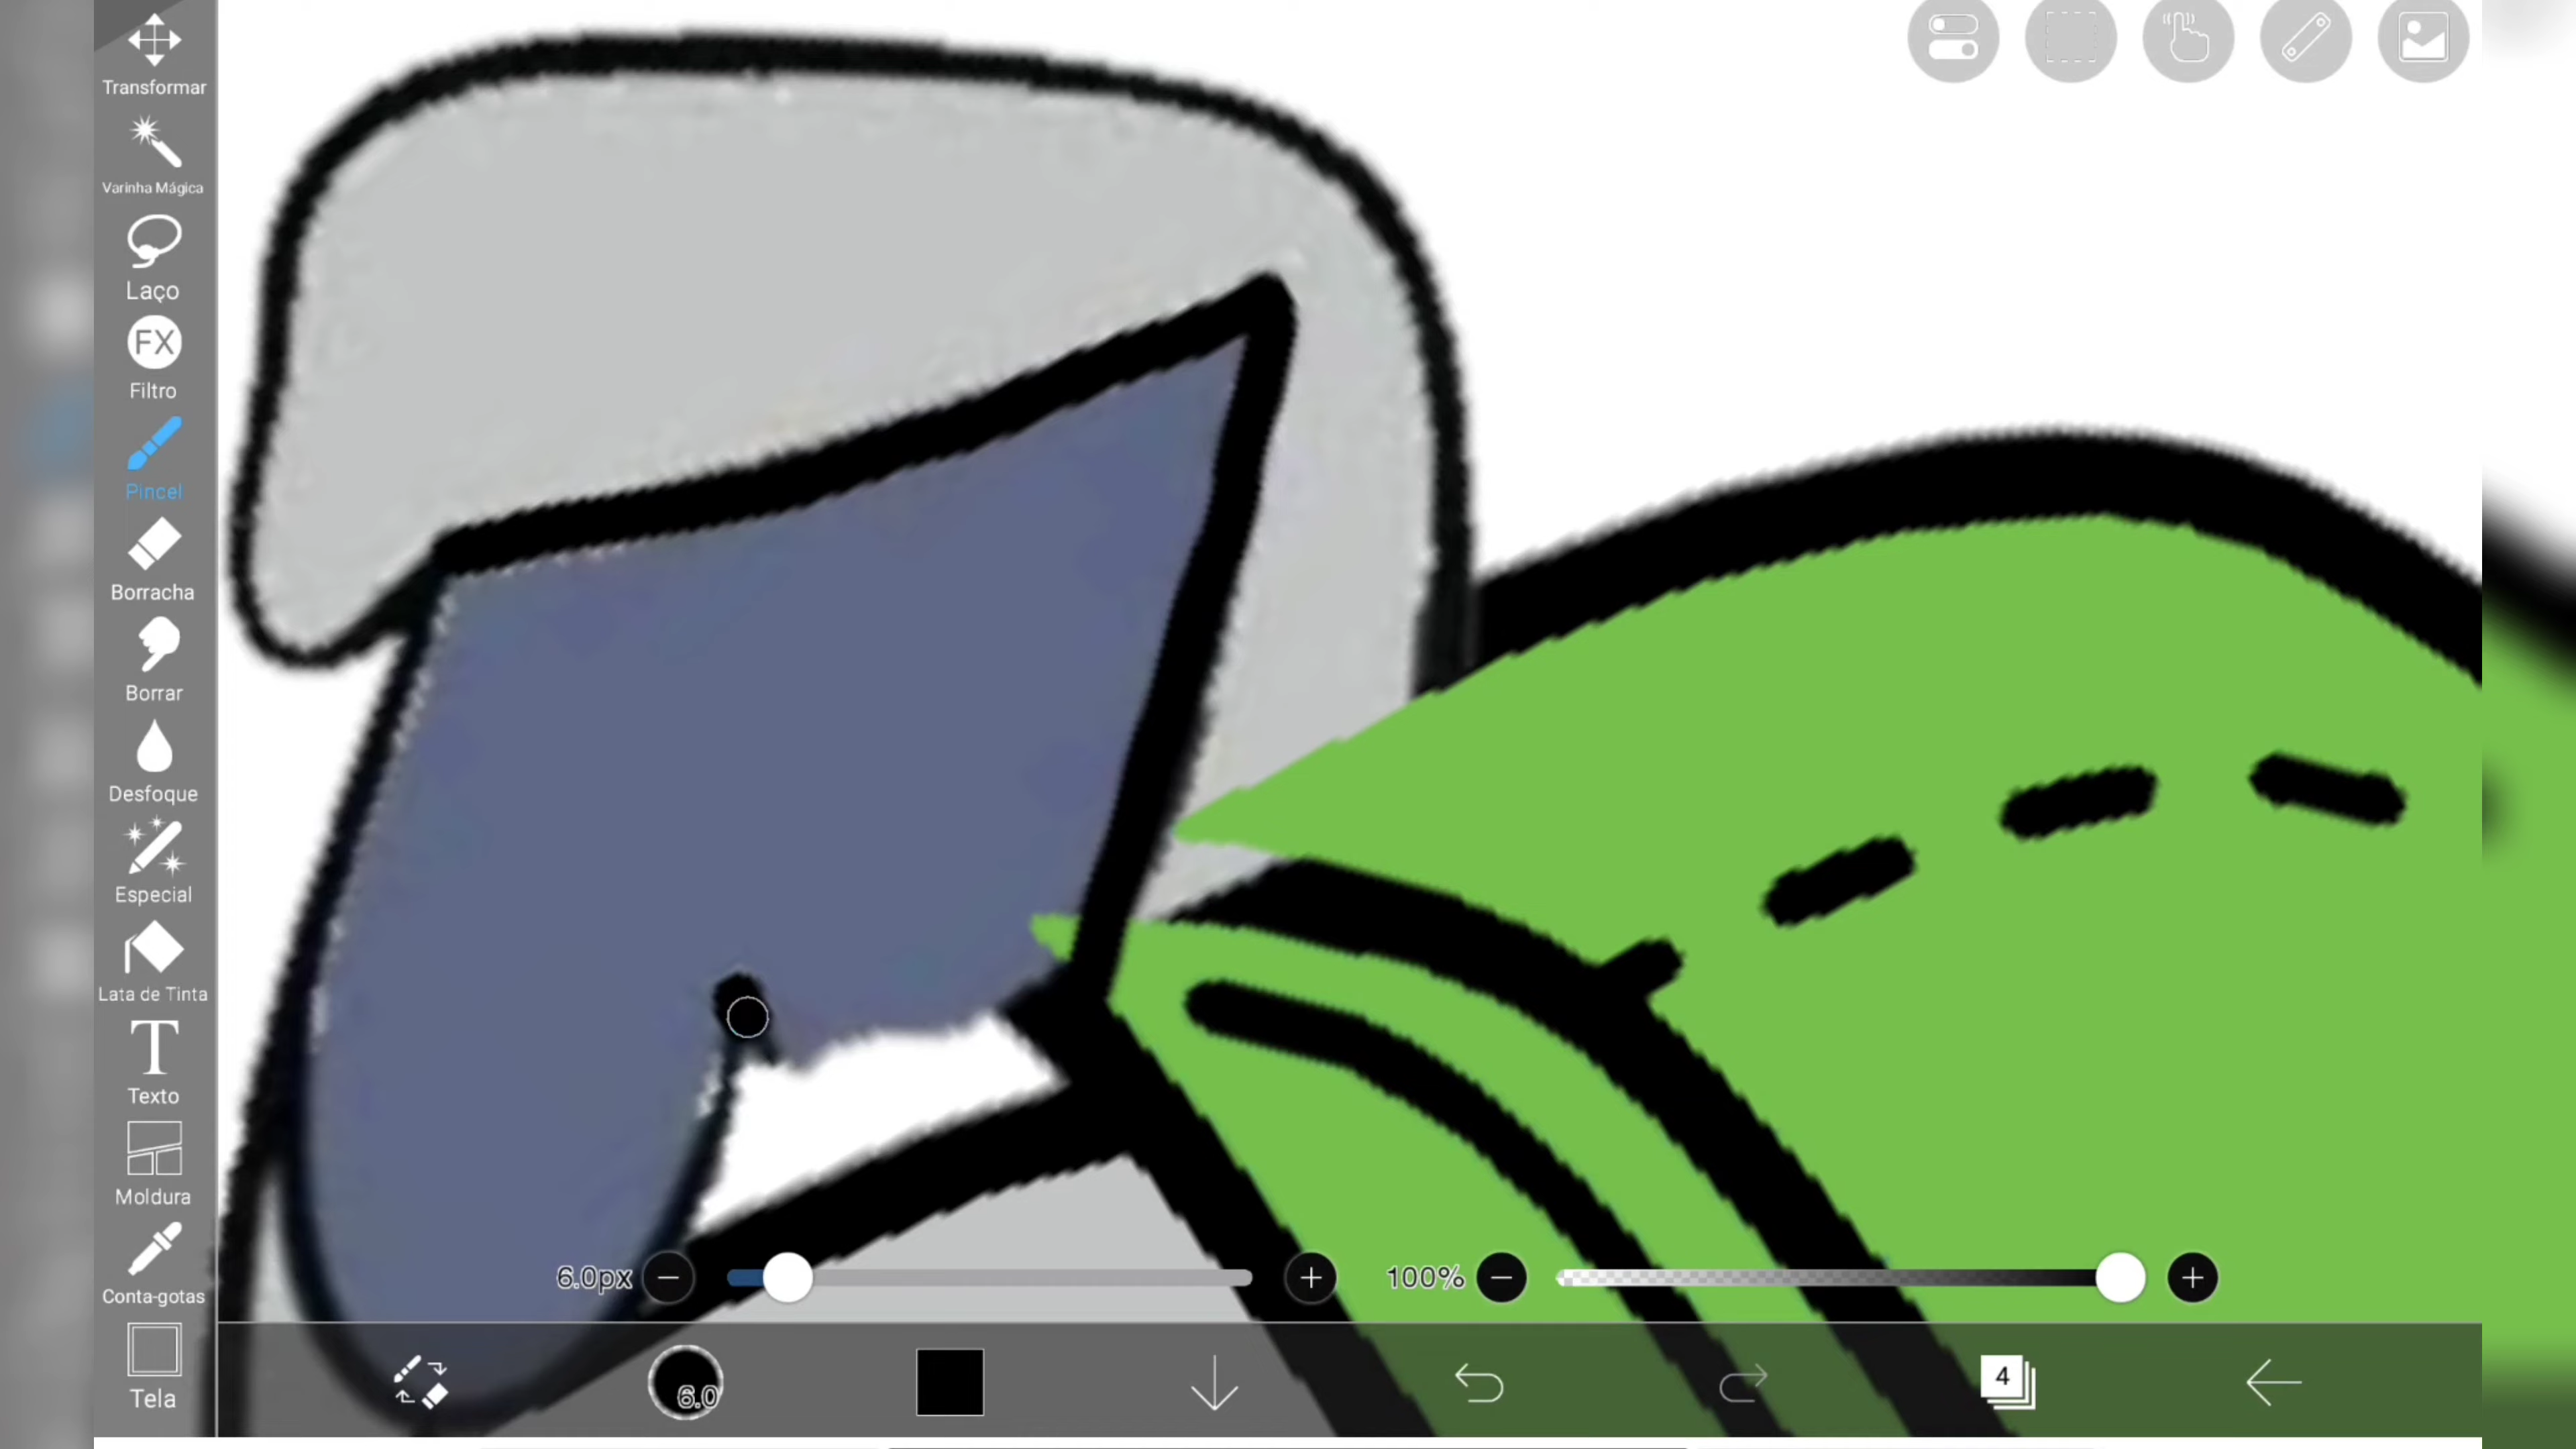 Transformar
Varinha Mágica
Laço
FX
Filtro
Pincel
Borracha
Borrar
Desfoque
Especial
Lata de Tinta
T
Texto
Moldura
Conta-gotas
Tela
6.0px
100%
6.0
4